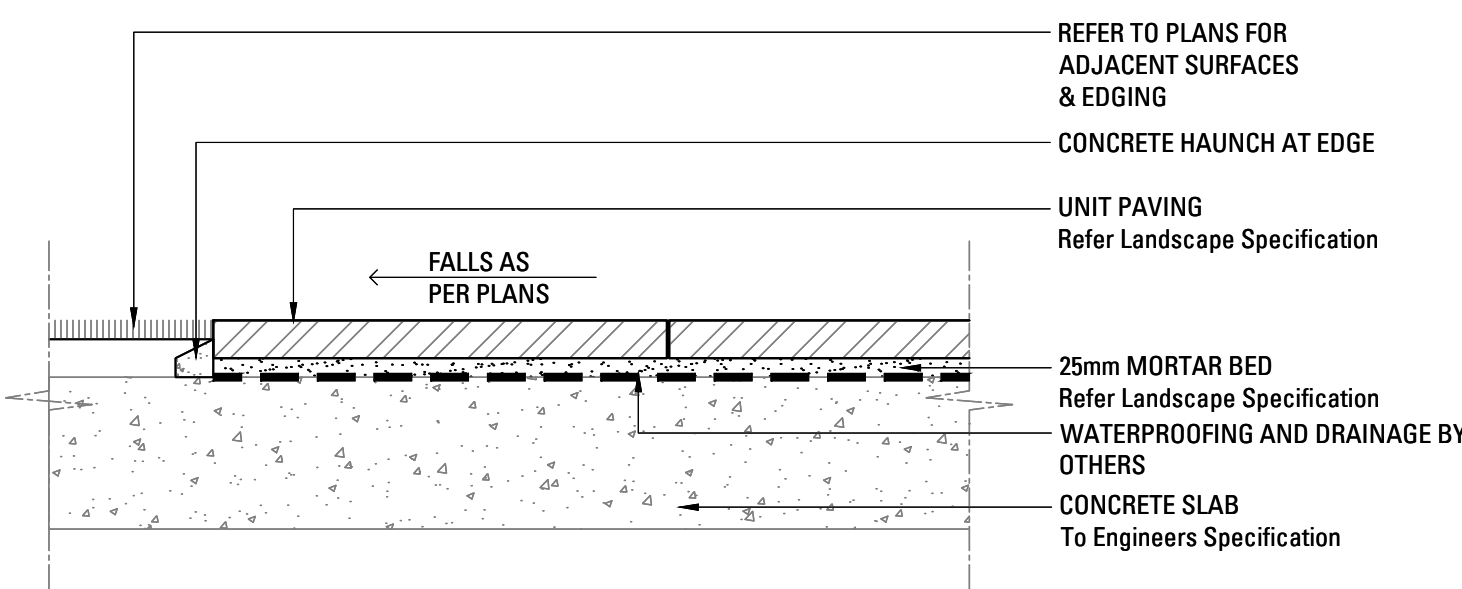 REFER TO PLANS FOR
ADJACENT SURFACES
& EDGING
CONCRETE HAUNCH AT EDGE
UNIT PAVING
Refer Landscape Specification
FALLS AS
PER PLANS
25mm MORTAR BED
Refer Landscape Specification
WATERPROOFING AND DRAINAGE BY
OTHERS
CONCRETE SLAB
To Engineers Specification